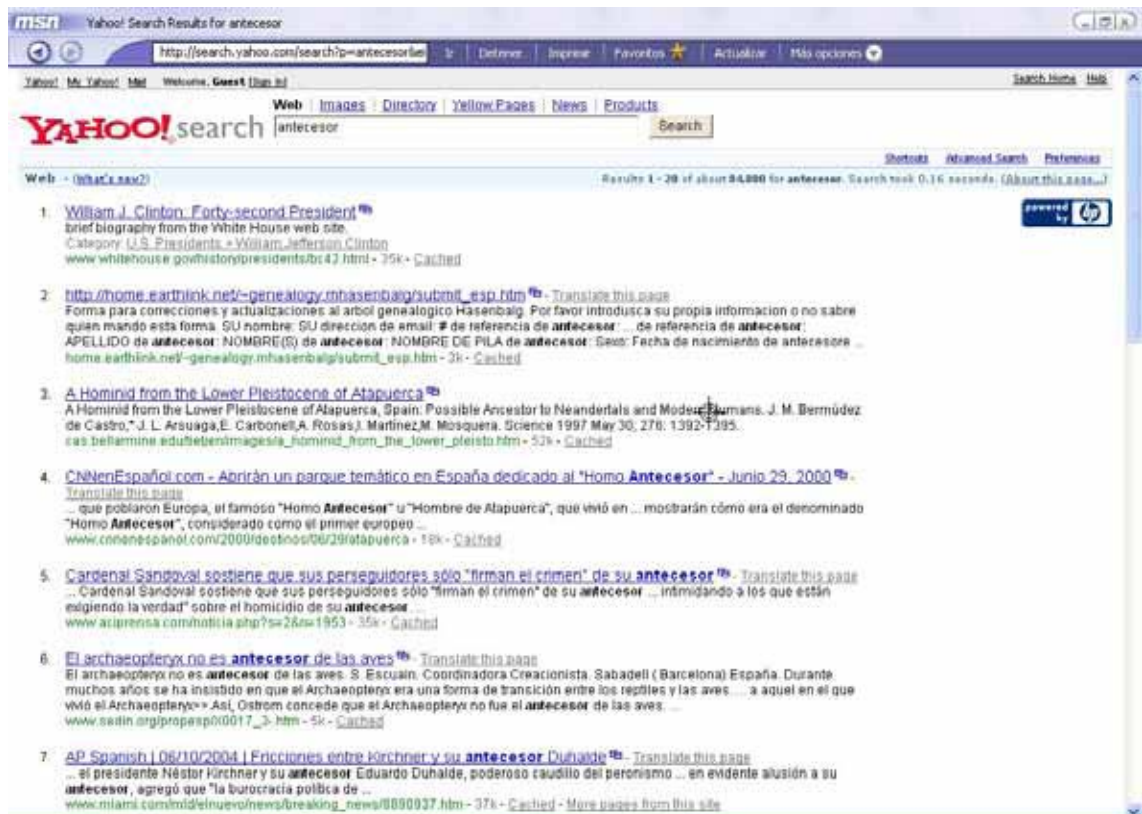 msn Yahoo! Search Results for antecesor
http://search.yahoo.com/search?p=antecesor Ir Detener Imprimir Favoritos Actualizar Más opciones
Yahoo! My Yahoo! Mail Welcome, Guest [Sign In] Search Home Help
Web Images Directory Yellow Pages News Products
YAHOO! search antecesor Search
Shortcuts Advanced Search Preferences
Web - (What's new?) Results 1 - 20 of about 84,800 for antecesor. Search took 0.16 seconds. (About this page...)
powered by hp
1. William J. Clinton: Forty-second President
brief biography from the White House web site.
Category: U.S. Presidents > William Jefferson Clinton
www.whitehouse.gov/history/presidents/bc42.html - 35k - Cached
2. http://home.earthlink.net/~genealogy.mhasenbalg/submit_esp.htm - Translate this page
Forma para correcciones y actualizaciones al arbol genealogico Hasenbalg. Por favor introdusca su propia informacion o no sabre
quien mando esta forma. SU nombre: SU direccion de email: # de referencia de antecesor: ... de referencia de antecesor:
APELLIDO de antecesor: NOMBRE(S) de antecesor: NOMBRE DE PILA de antecesor: Sexo: Fecha de nacimiento de antecesore ...
home.earthlink.net/~genealogy.mhasenbalg/submit_esp.htm - 3k - Cached
3. A Hominid from the Lower Pleistocene of Atapuerca
A Hominid from the Lower Pleistocene of Atapuerca, Spain: Possible Ancestor to Neandertals and Modern Humans. J. M. Bermúdez
de Castro,* J. L. Arsuaga,E. Carbonell,A. Rosas,I. Martínez,M. Mosquera. Science 1997 May 30; 276: 1392-1395.
cas.bellarmine.edu/tietjen/images/a_hominid_from_the_lower_pleisto.htm - 52k - Cached
4. CNNenEspañol.com - Abrirán un parque temático en España dedicado al "Homo Antecesor" - Junio 29, 2000 -
Translate this page
... que poblaron Europa, el famoso "Homo Antecesor" u "Hombre de Atapuerca", que vivió en ... mostrarán cómo era el denominado
"Homo Antecesor", considerado como el primer europeo ...
www.cnnenespanol.com/2000/destinos/06/29/atapuerca - 18k - Cached
5. Cardenal Sandoval sostiene que sus perseguidores sólo "firman el crimen" de su antecesor - Translate this page
... Cardenal Sandoval sostiene que sus perseguidores sólo "firman el crimen" de su antecesor ... intimidando a los que están
exigiendo la verdad" sobre el homicidio de su antecesor ...
www.aciprensa.com/noticia.php?s=2&n=1953 - 35k - Cached
6. El archaeopteryx no es antecesor de las aves - Translate this page
El archaeopteryx no es antecesor de las aves. S. Escuain. Coordinadora Creacionista. Sabadell ( Barcelona) España. Durante
muchos años se ha insistido en que el Archaeopteryx era una forma de transición entre los reptiles y las aves. ... a aquel en el que
vivió el Archaeopteryx>> Así, Ostrom concede que el Archaeopteryx no fue el antecesor de las aves. ...
www.sedin.org/propesp/X0017_3-.htm - 5k - Cached
7. AP Spanish | 06/10/2004 | Fricciones entre Kirchner y su antecesor Duhalde - Translate this page
... el presidente Néstor Kirchner y su antecesor Eduardo Duhalde, poderoso caudillo del peronismo ... en evidente alusión a su
antecesor, agregó que "la burocracia política de ...
www.miami.com/mld/elnuevo/news/breaking_news/8890937.htm - 37k - Cached - More pages from this site